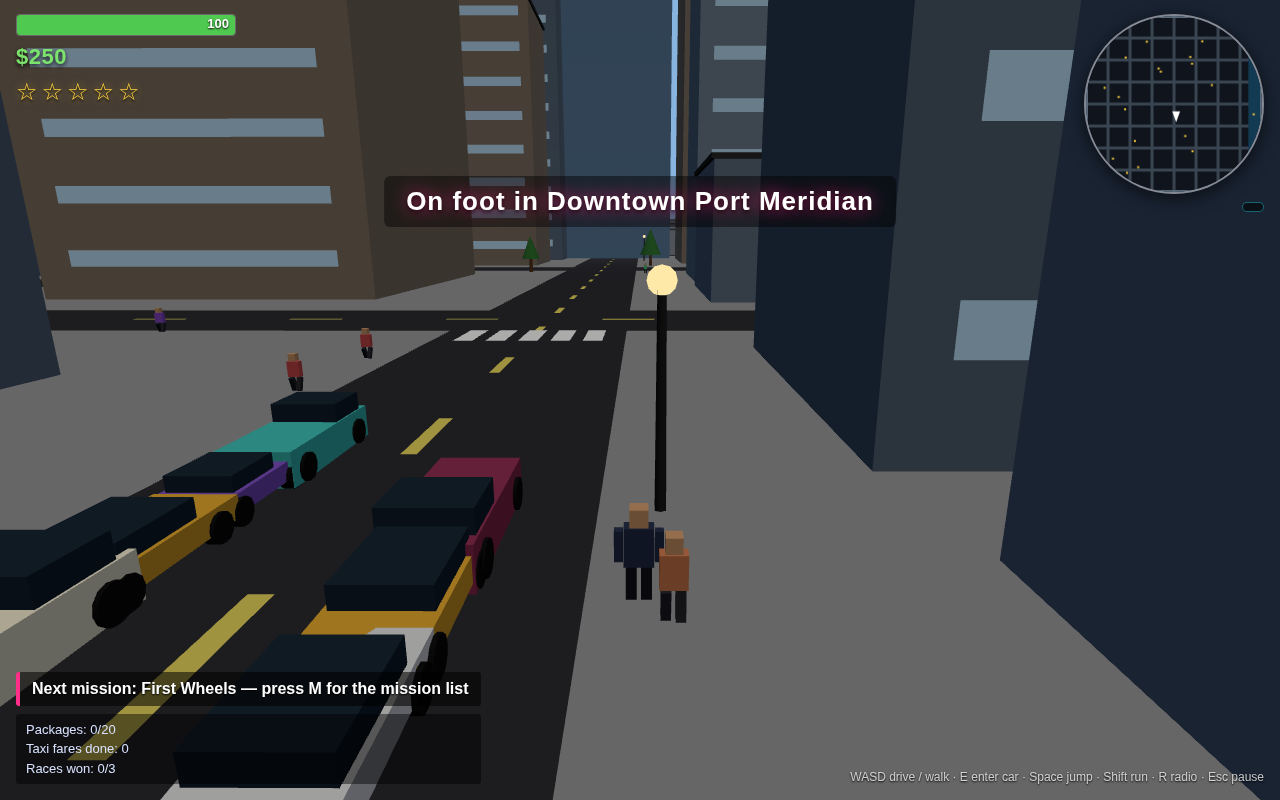 100
$250
☆☆☆☆☆
On foot in Downtown Port Meridian
Next mission: First Wheels — press M for the mission list
Packages: 0/20
Taxi fares done: 0
Races won: 0/3
WASD drive / walk · E enter car · Space jump · Shift run · R radio · Esc pause